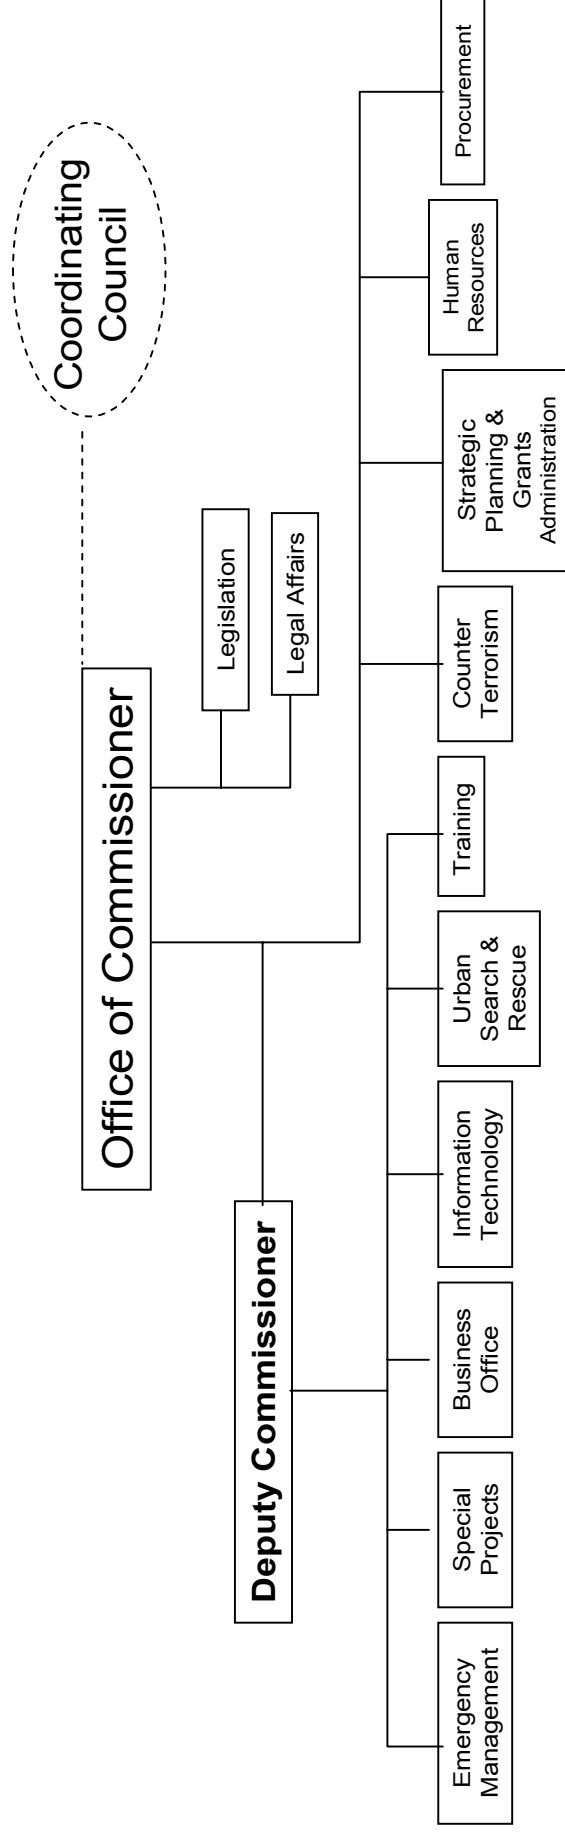 Coordinating
Council
Office of Commissioner
Legislation
Legal Affairs
Deputy Commissioner
Emergency
Management
Special
Projects
Business
Office
Information
Technology
Urban
Search &
Rescue
Training
Counter
Terrorism
Strategic
Planning &
Grants
Administration
Human
Resources
Procurement